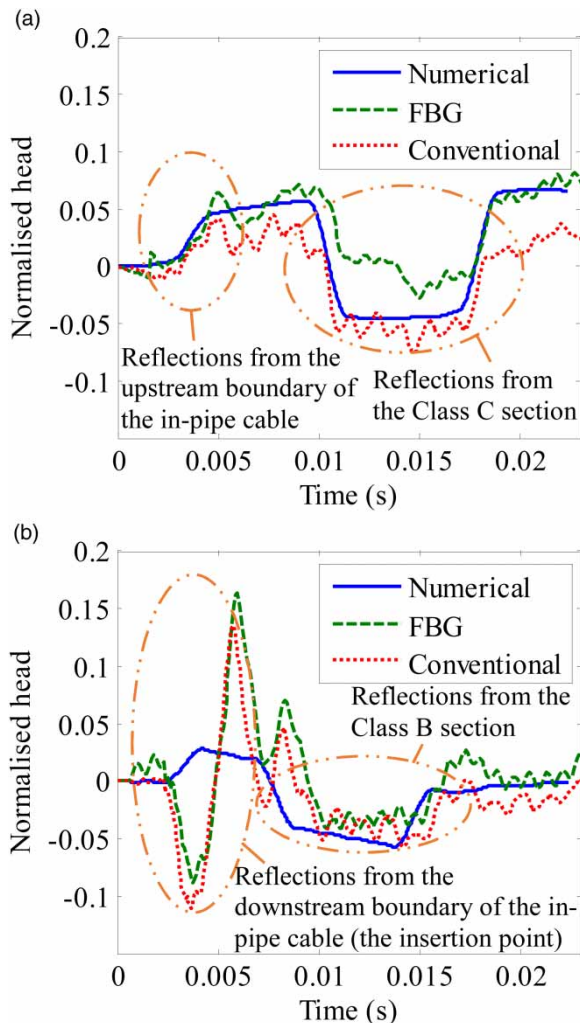 (a)
0.2
0.15
0.1
0.05
0
-0.05
-0.1
Normalised head
Numerical
FBG
Conventional
Reflections from the
upstream boundary of
the in-pipe cable
Reflections from
the Class C section
0
0.005
0.01
0.015
0.02
Time (s)
(b)
0.2
0.15
0.1
0.05
0
-0.05
-0.1
Normalised head
Numerical
FBG
Conventional
Reflections from the
Class B section
Reflections from the
downstream boundary of the in-
pipe cable (the insertion point)
0
0.005
0.01
0.015
0.02
Time (s)